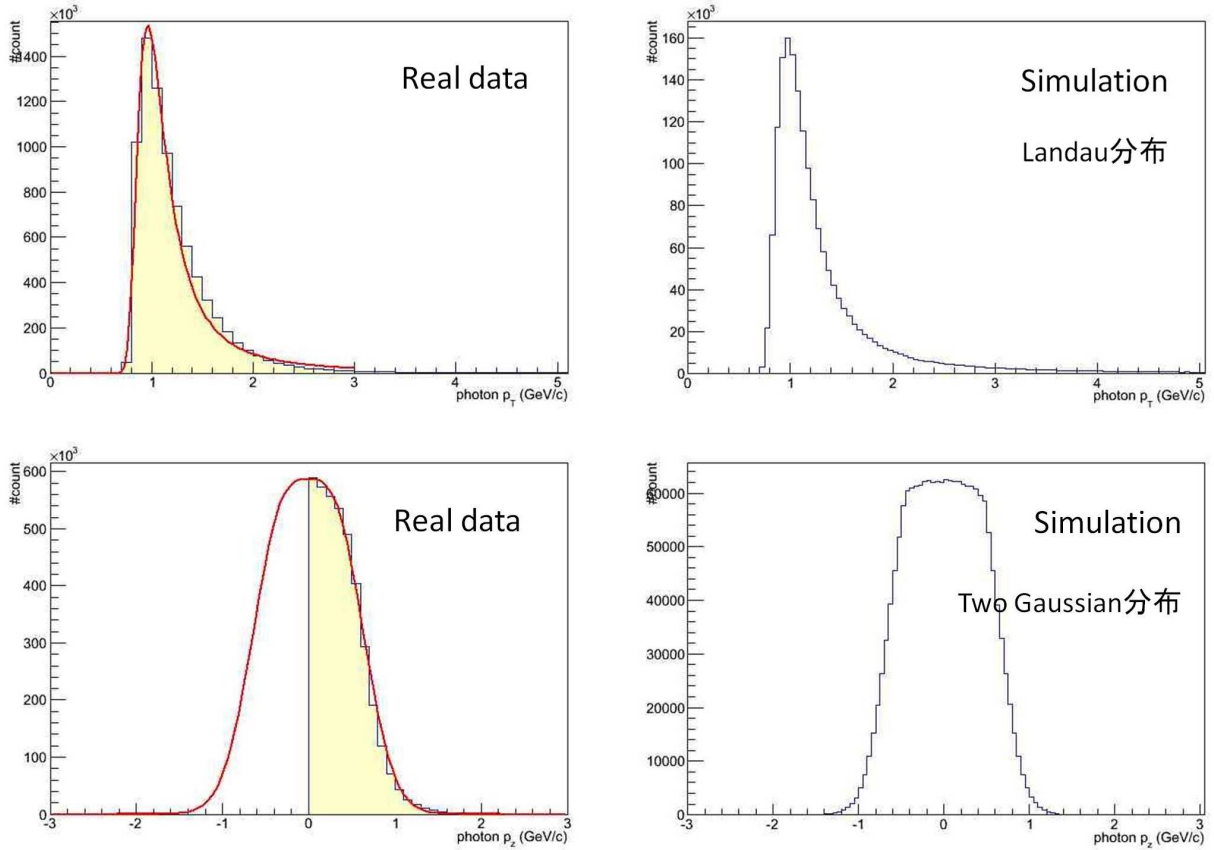 ×10³
#count
Real data
1400
1200
1000
800
600
400
200
0
0 1 2 3 4 5
photon p_T (GeV/c)
×10³
#count
Simulation
Landau分布
160
140
120
100
80
60
40
20
0
0 1 2 3 4 5
photon p_T (GeV/c)
×10³
#count
Real data
600
500
400
300
200
100
0
-3 -2 -1 0 1 2 3
photon p_z (GeV/c)
#count
Simulation
Two Gaussian分布
60000
50000
40000
30000
20000
10000
0
-3 -2 -1 0 1 2 3
photon p_z (GeV/c)